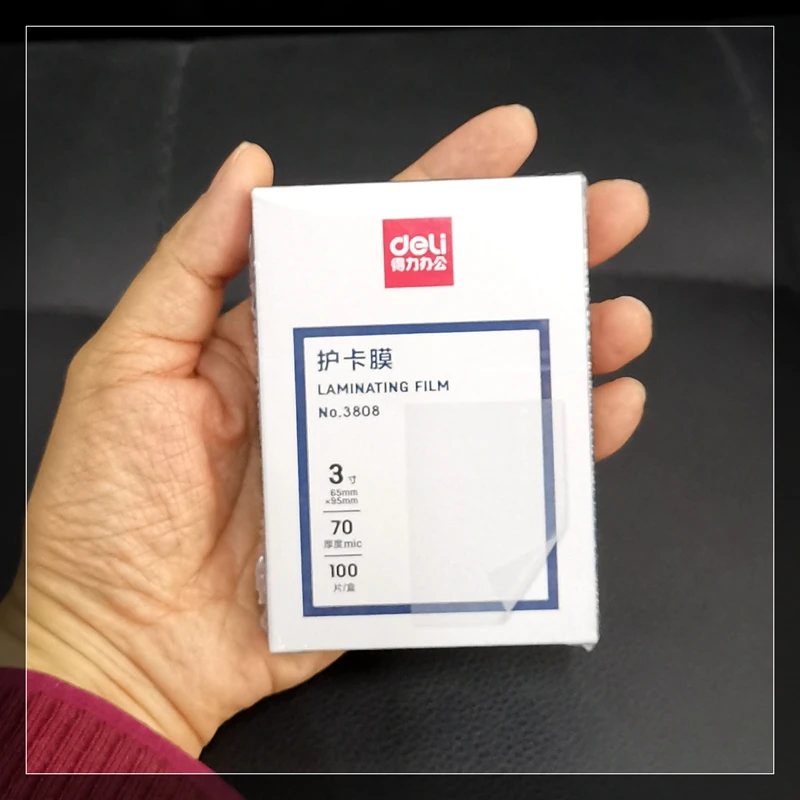 deli
得力办公
护卡膜
LAMINATING FILM
No.3808
3寸
65mm
×95mm
70
厚度mic
100
片/盒